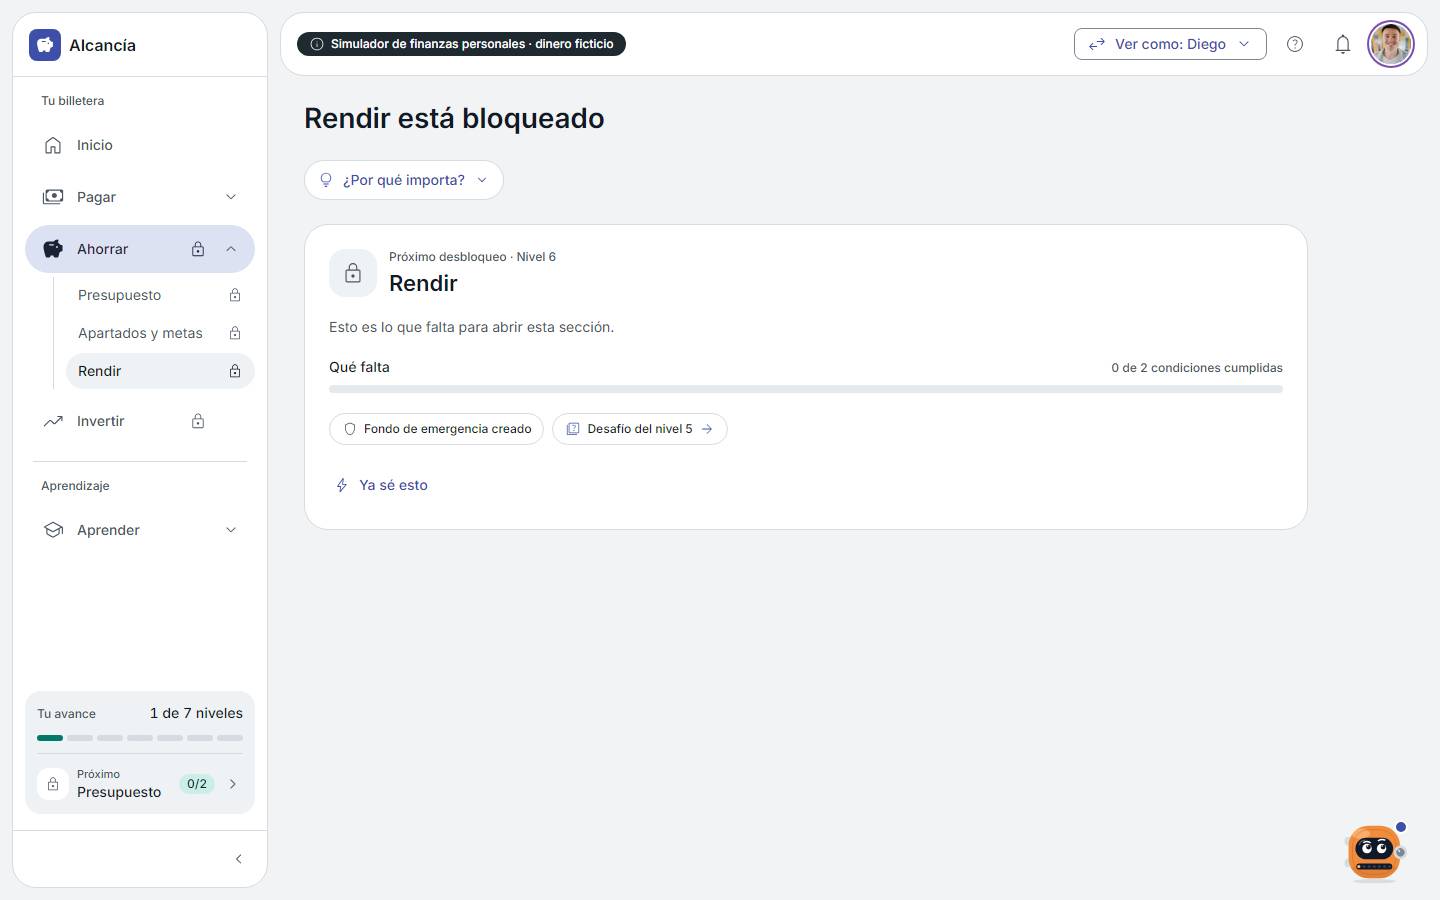 Alcancía
Simulador de finanzas personales · dinero ficticio
Ver como: Diego
Tu billetera
Inicio
Pagar
Ahorrar
Presupuesto
Apartados y metas
Rendir
Invertir
Aprendizaje
Aprender
Tu avance
1 de 7 niveles
Próximo
Presupuesto
0/2
Rendir está bloqueado
¿Por qué importa?
Próximo desbloqueo · Nivel 6
Rendir
Esto es lo que falta para abrir esta sección.
Qué falta
0 de 2 condiciones cumplidas
Fondo de emergencia creado
Desafío del nivel 5
Ya sé esto